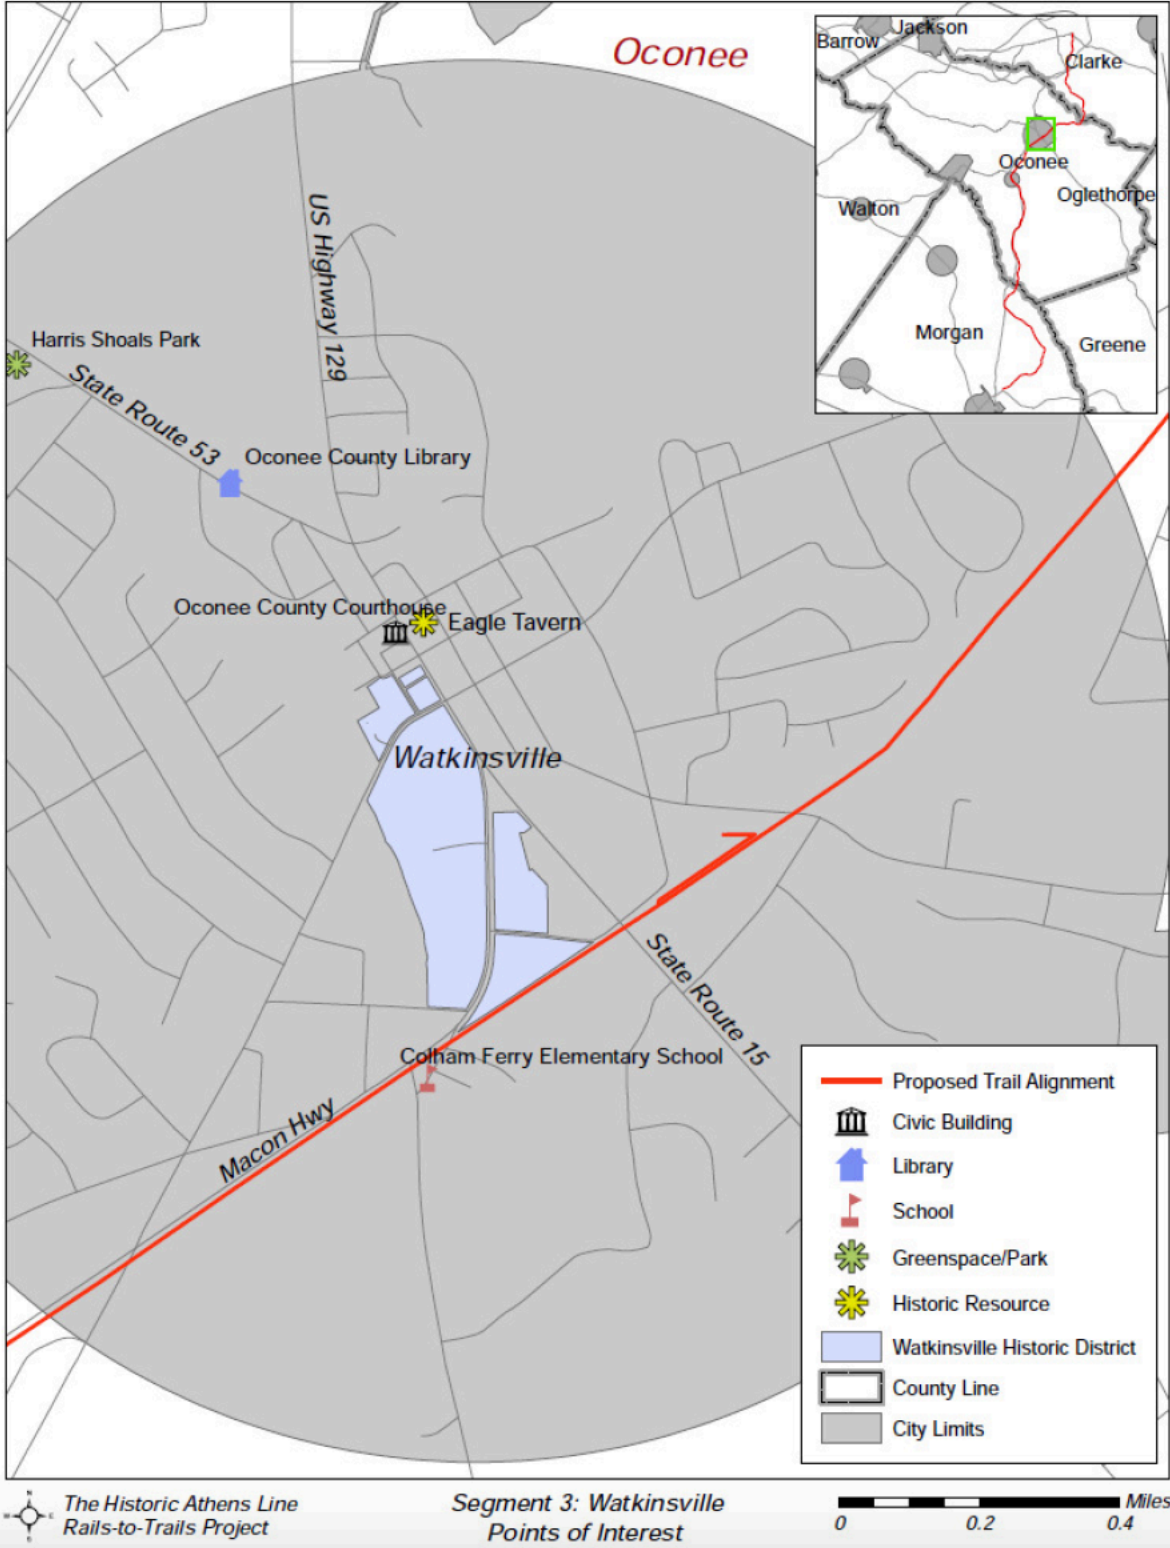 Oconee
Jackson
Barrow
Clarke
Oconee
Oglethorpe
Walton
Morgan
Greene
US Highway 129
Harris Shoals Park
State Route 53
Oconee County Library
Oconee County Courthouse
Eagle Tavern
Watkinsville
State Route 15
Colham Ferry Elementary School
Macon Hwy
Proposed Trail Alignment
Civic Building
Library
School
Greenspace/Park
Historic Resource
Watkinsville Historic District
County Line
City Limits
N
W
E
S
The Historic Athens Line
Rails-to-Trails Project
Segment 3: Watkinsville
Points of Interest
Miles
0 0.2 0.4